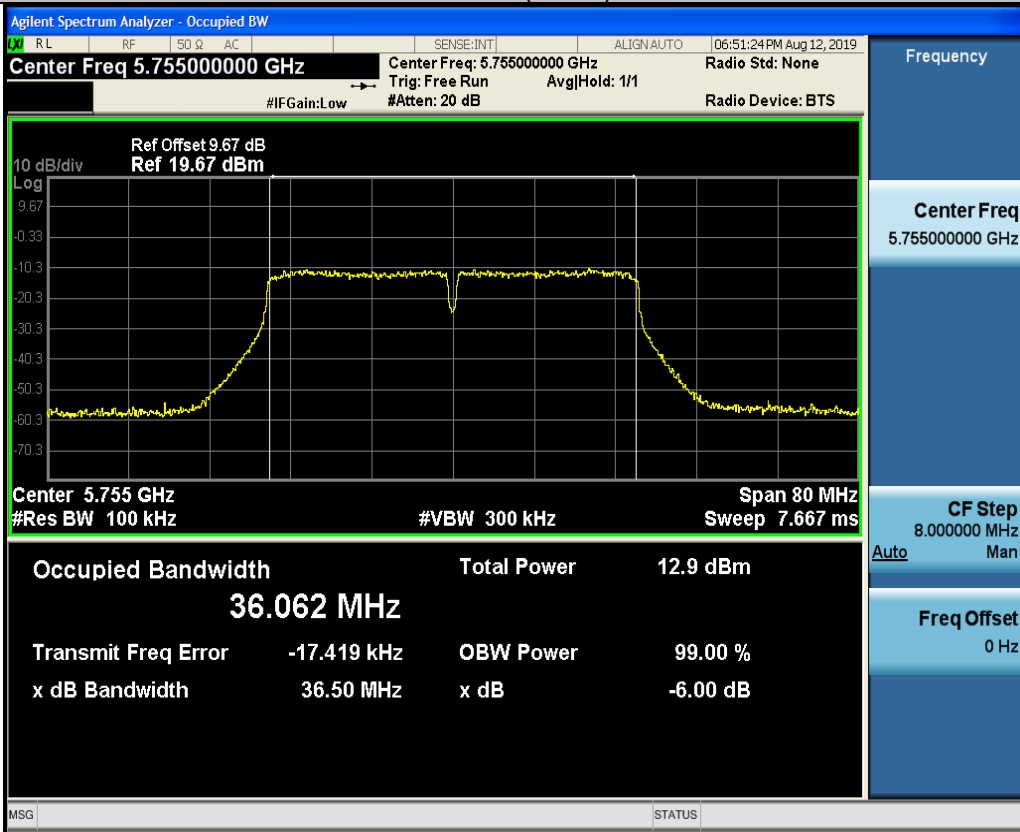 Agilent Spectrum Analyzer - Occupied BW
LXI RL RF 50 Ω AC SENSE:INT ALIGN AUTO 06:51:24 PM Aug 12, 2019
Center Freq 5.755000000 GHz
Center Freq: 5.755000000 GHz
Radio Std: None
Trig: Free Run Avg|Hold: 1/1
#IFGain:Low
#Atten: 20 dB
Radio Device: BTS
Ref Offset 9.67 dB
10 dB/div Ref 19.67 dBm
Log
9.67
-0.33
-10.3
-20.3
-30.3
-40.3
-50.3
-60.3
-70.3
Center 5.755 GHz Span 80 MHz
#Res BW 100 kHz #VBW 300 kHz Sweep 7.667 ms
Occupied Bandwidth Total Power 12.9 dBm
36.062 MHz
Transmit Freq Error -17.419 kHz OBW Power 99.00 %
x dB Bandwidth 36.50 MHz x dB -6.00 dB
Frequency
Center Freq
5.755000000 GHz
CF Step
8.000000 MHz
Auto Man
Freq Offset
0 Hz
MSG STATUS